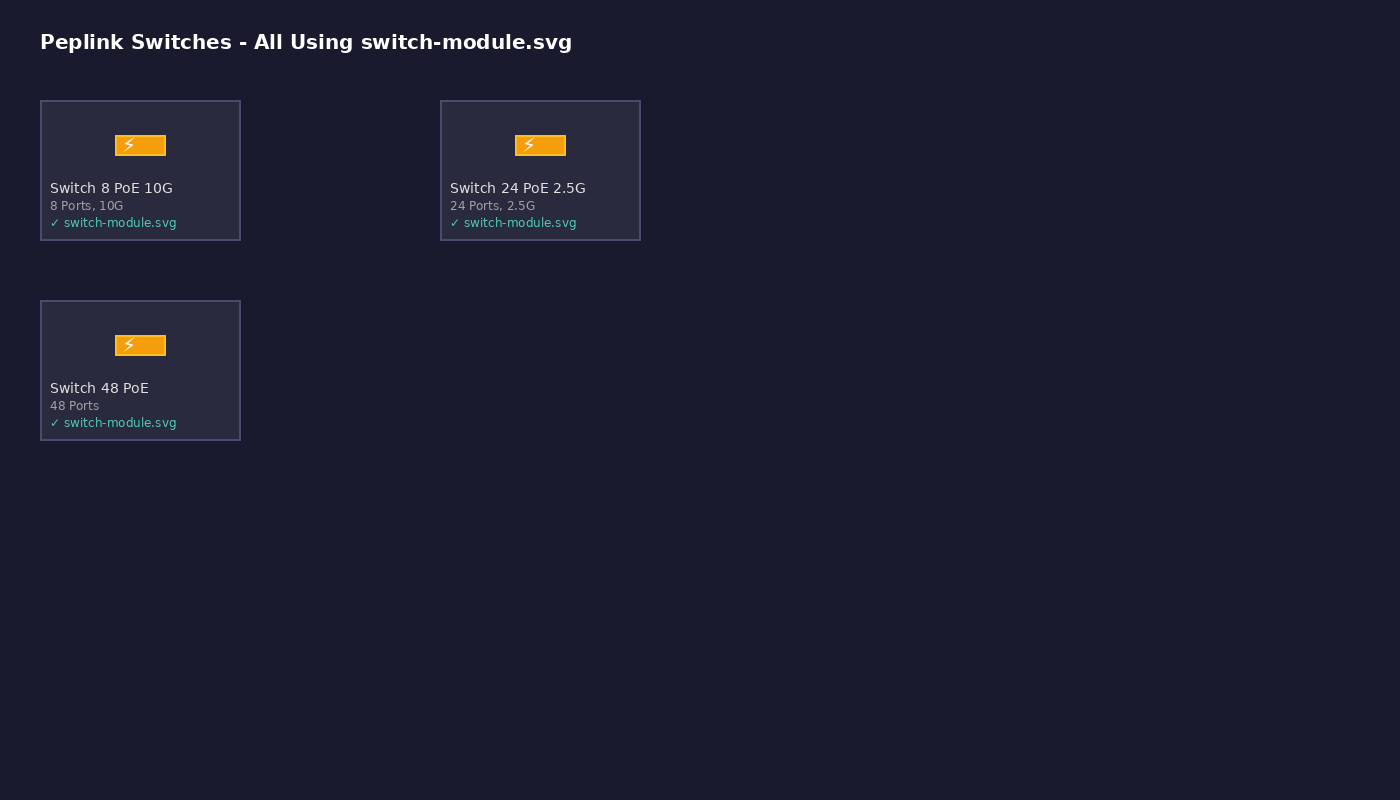 Peplink Switches - All Using switch-module.svg
⚡
Switch 8 PoE 10G
8 Ports, 10G
✓ switch-module.svg
⚡
Switch 24 PoE 2.5G
24 Ports, 2.5G
✓ switch-module.svg
⚡
Switch 48 PoE
48 Ports
✓ switch-module.svg